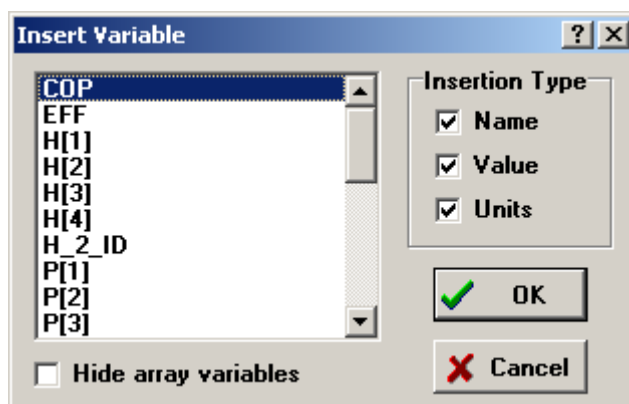 Insert Variable
COP
EFF
H[1]
H[2]
H[3]
H[4]
H_2_ID
P[1]
P[2]
P[3]
Hide array variables
Insertion Type
Name
Value
Units
OK
Cancel